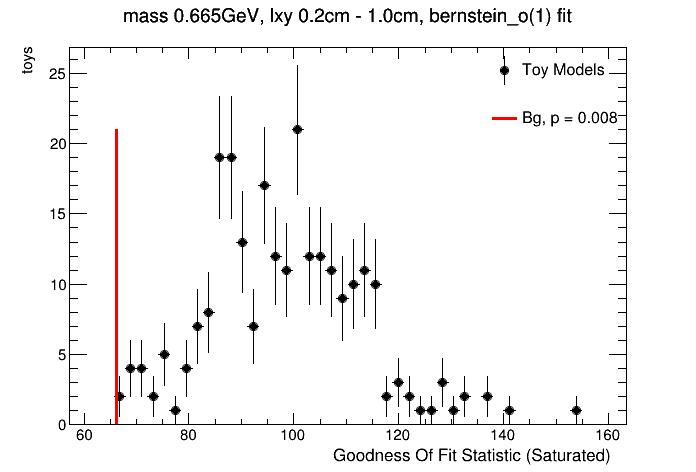 mass 0.665GeV, lxy 0.2cm - 1.0cm, bernstein_o(1) fit
toys
25
20
15
10
5
0
Toy Models
Bg, p = 0.008
60
80
100
120
140
160
Goodness Of Fit Statistic (Saturated)